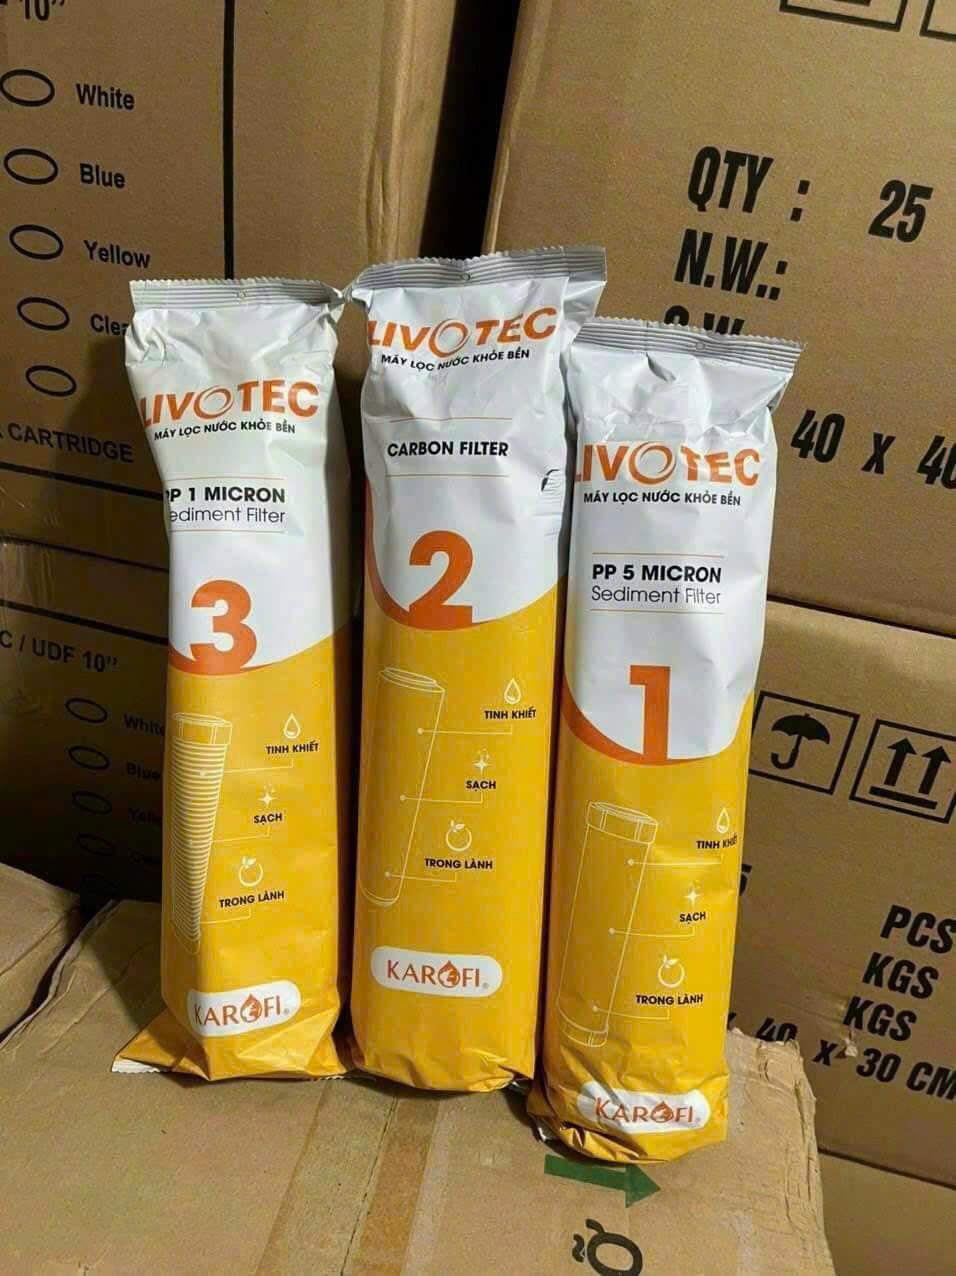 10"
White
Blue
Yellow
CARTRIDGE
C / UDF 10"
White
Blue
QTY : 25
N.W.:
40 X 40
PCS
KGS
KGS
40 X 30 CM
LIVOTEC
MÁY LỌC NƯỚC KHỎE BỀN
PP 1 MICRON
Sediment Filter
3
TINH KHIẾT
SẠCH
TRONG LÀNH
KAROFI®
LIVOTEC
MÁY LỌC NƯỚC KHỎE BỀN
CARBON FILTER
2
TINH KHIẾT
SẠCH
TRONG LÀNH
KAROFI®
LIVOTEC
MÁY LỌC NƯỚC KHỎE BỀN
PP 5 MICRON
Sediment Filter
1
TINH KHIẾT
SẠCH
TRONG LÀNH
KAROFI